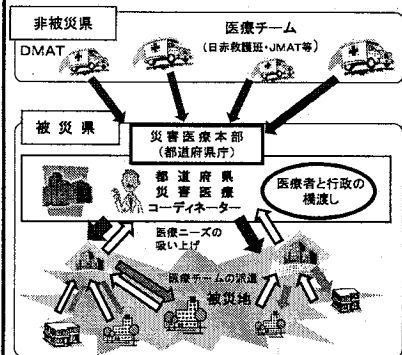 非被災県
DMAT
医療チーム
(日赤救護班・JMAT等)
被災県
災害医療本部
(都道府県庁)
都道府県
災害医療
コーディネーター
医療者と行政の
橋渡し
医療ニーズの
吸い上げ
医療チームの派遣
被災地